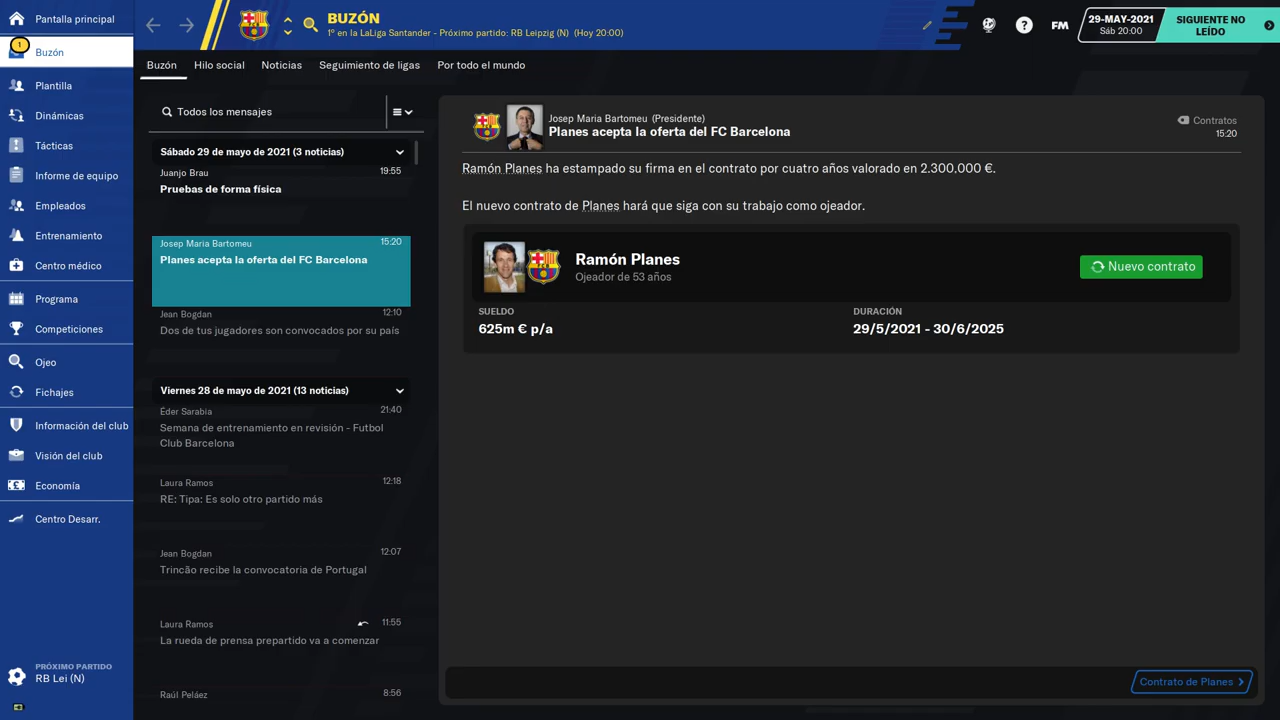 Pantalla principal
1
Buzón
Plantilla
Dinámicas
Tácticas
Informe de equipo
Empleados
Entrenamiento
Centro médico
Programa
Competiciones
Ojeo
Fichajes
Información del club
Visión del club
Economía
Centro Desarr.
PRÓXIMO PARTIDO
RB Lei (N)
BUZÓN
1º en la LaLiga Santander - Próximo partido: RB Leipzig (N) (Hoy 20:00)
FM
29-MAY-2021
Sáb 20:00
SIGUIENTE NO LEÍDO
Buzón Hilo social Noticias Seguimiento de ligas Por todo el mundo
Todos los mensajes
Sábado 29 de mayo de 2021 (3 noticias)
Juanjo Brau 19:55
Pruebas de forma física
Josep Maria Bartomeu 15:20
Planes acepta la oferta del FC Barcelona
Jean Bogdan 12:10
Dos de tus jugadores son convocados por su país
Viernes 28 de mayo de 2021 (13 noticias)
Éder Sarabia 21:40
Semana de entrenamiento en revisión - Futbol
Club Barcelona
Laura Ramos 12:18
RE: Tipa: Es solo otro partido más
Jean Bogdan 12:07
Trincão recibe la convocatoria de Portugal
Laura Ramos 11:55
La rueda de prensa prepartido va a comenzar
Raúl Peláez 8:56
Josep Maria Bartomeu (Presidente)
Planes acepta la oferta del FC Barcelona
Contratos
15:20
Ramón Planes ha estampado su firma en el contrato por cuatro años valorado en 2.300.000 €.
El nuevo contrato de Planes hará que siga con su trabajo como ojeador.
Ramón Planes
Ojeador de 53 años
Nuevo contrato
SUELDO
625m € p/a
DURACIÓN
29/5/2021 - 30/6/2025
Contrato de Planes